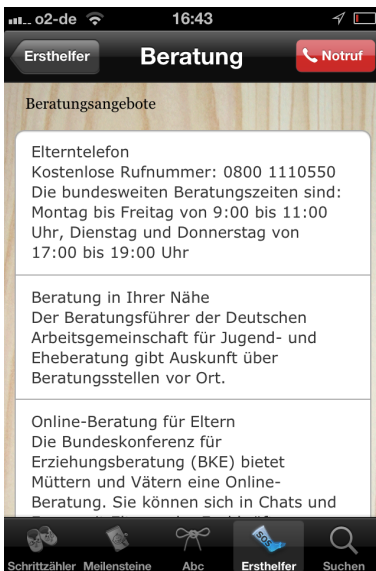 o2-de 16:43
Ersthelfer Beratung Notruf
Beratungsangebote
Elterntelefon
Kostenlose Rufnummer: 0800 1110550
Die bundesweiten Beratungszeiten sind:
Montag bis Freitag von 9:00 bis 11:00
Uhr, Dienstag und Donnerstag von
17:00 bis 19:00 Uhr
Beratung in Ihrer Nähe
Der Beratungsführer der Deutschen
Arbeitsgemeinschaft für Jugend- und
Eheberatung gibt Auskunft über
Beratungsstellen vor Ort.
Online-Beratung für Eltern
Die Bundeskonferenz für
Erziehungsberatung (BKE) bietet
Müttern und Vätern eine Online-
Beratung. Sie können sich in Chats und
SOS
Schrittzähler Meilensteine Abc Ersthelfer Suchen